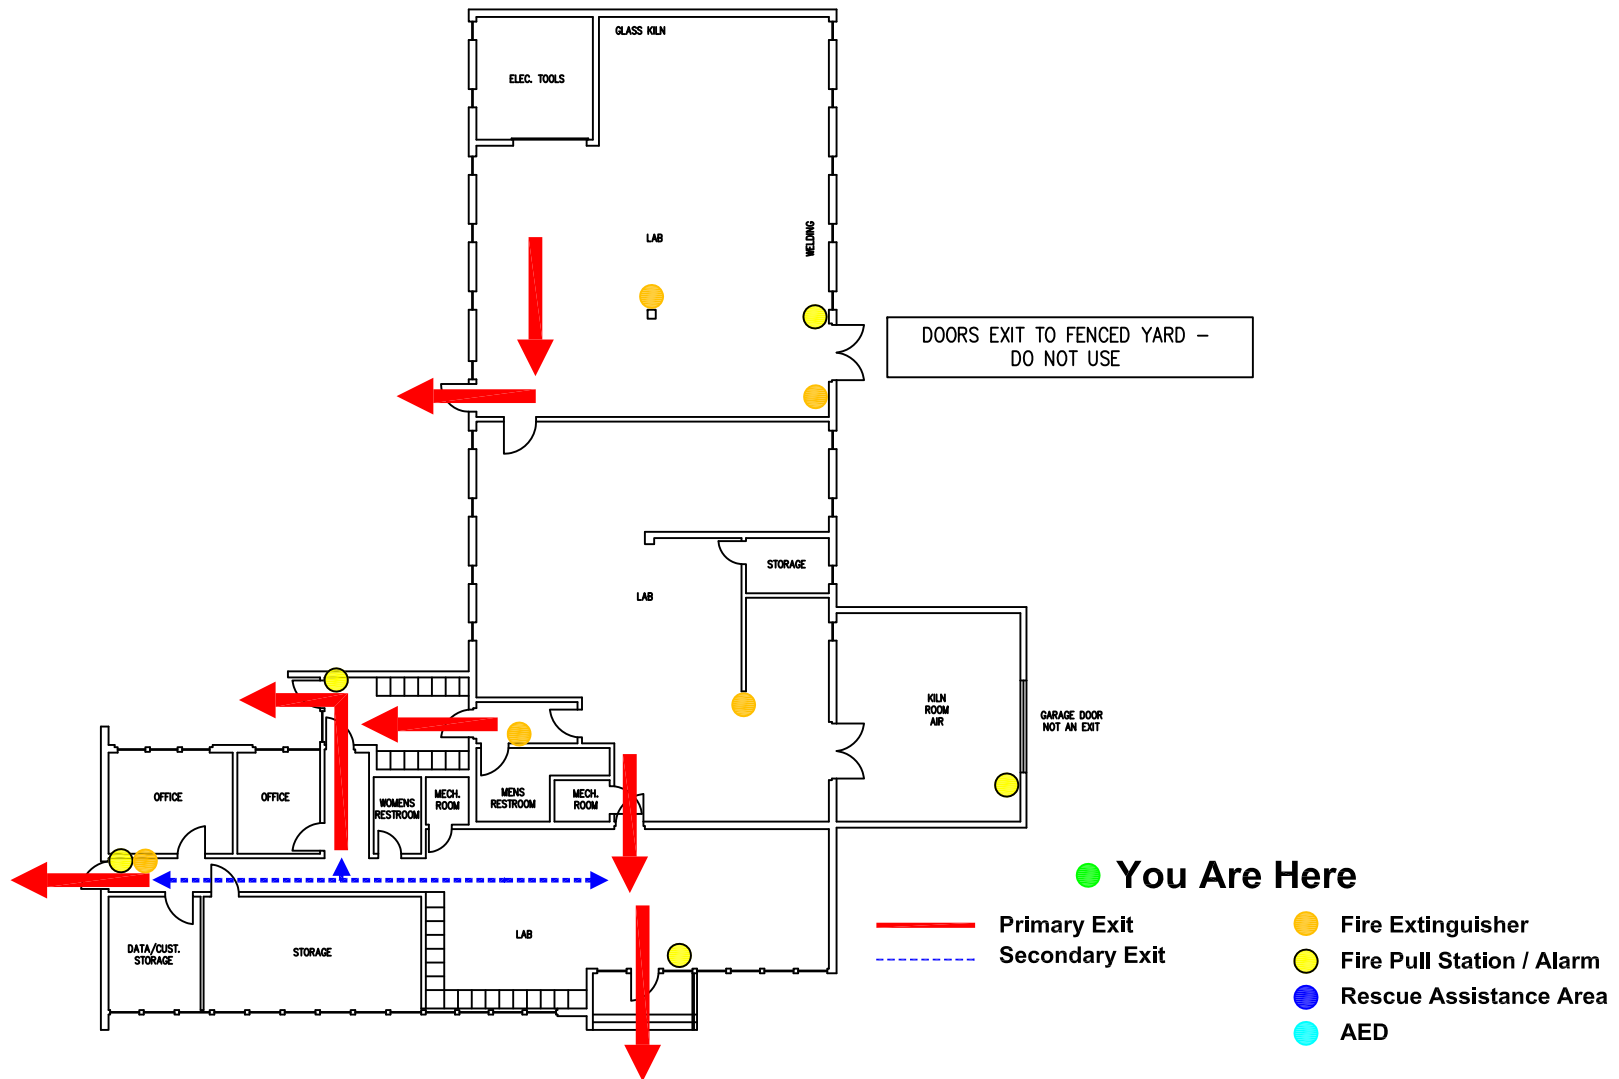 GLASS KILN
ELEC. TOOLS
LAB
WELDING
DOORS EXIT TO FENCED YARD –
DO NOT USE
STORAGE
LAB
KILN
ROOM
AIR
GARAGE DOOR
NOT AN EXIT
OFFICE
OFFICE
WOMENS
RESTROOM
MECH.
ROOM
MENS
RESTROOM
MECH.
ROOM
DATA/CUST.
STORAGE
STORAGE
LAB
You Are Here
Primary Exit
Secondary Exit
Fire Extinguisher
Fire Pull Station / Alarm
Rescue Assistance Area
AED